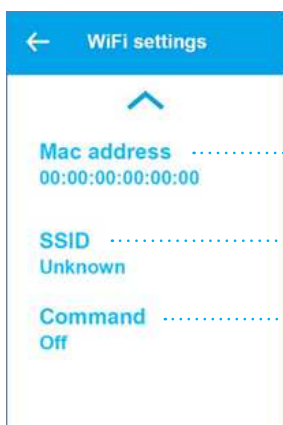 WiFi settings
Mac address
00:00:00:00:00:00
SSID
Unknown
Command
Off